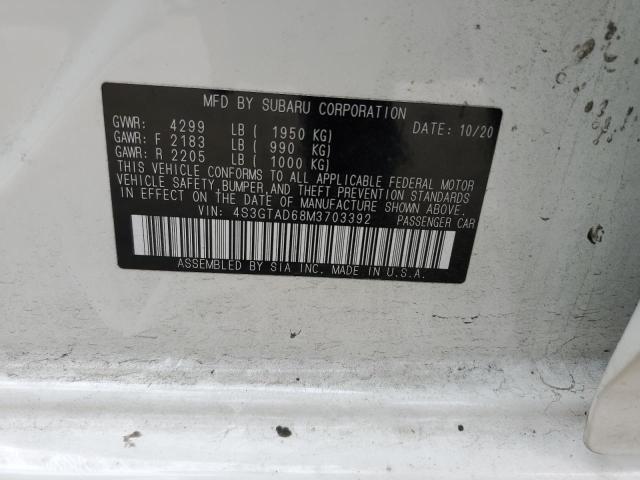 MFD BY SUBARU CORPORATION
GVWR: 4299 LB ( 1950 KG) DATE: 10/20
GAWR: F 2183 LB ( 990 KG)
GAWR: R 2205 LB ( 1000 KG)
THIS VEHICLE CONFORMS TO ALL APPLICABLE FEDERAL MOTOR
VEHICLE SAFETY, BUMPER, AND THEFT PREVENTION STANDARDS
IN EFFECT ON THE DATE OF MANUFACTURE SHOWN ABOVE.
VIN: 4S3GTAD68M3703392 PASSENGER CAR
ASSEMBLED BY SIA INC. MADE IN U.S.A.